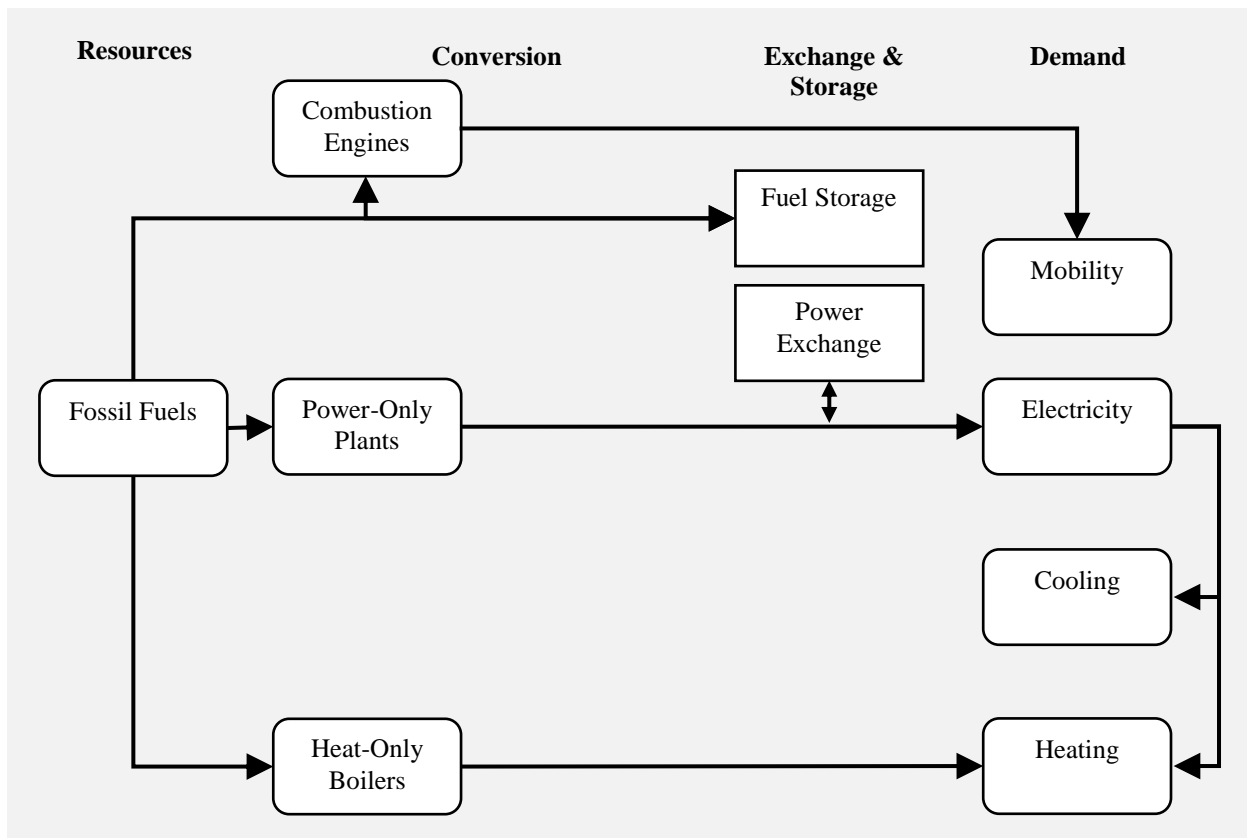 Resources
Conversion
Exchange &
Storage
Demand
Combustion
Engines
Fuel Storage
Mobility
Power
Exchange
Fossil Fuels
Power-Only
Plants
Electricity
Cooling
Heat-Only
Boilers
Heating